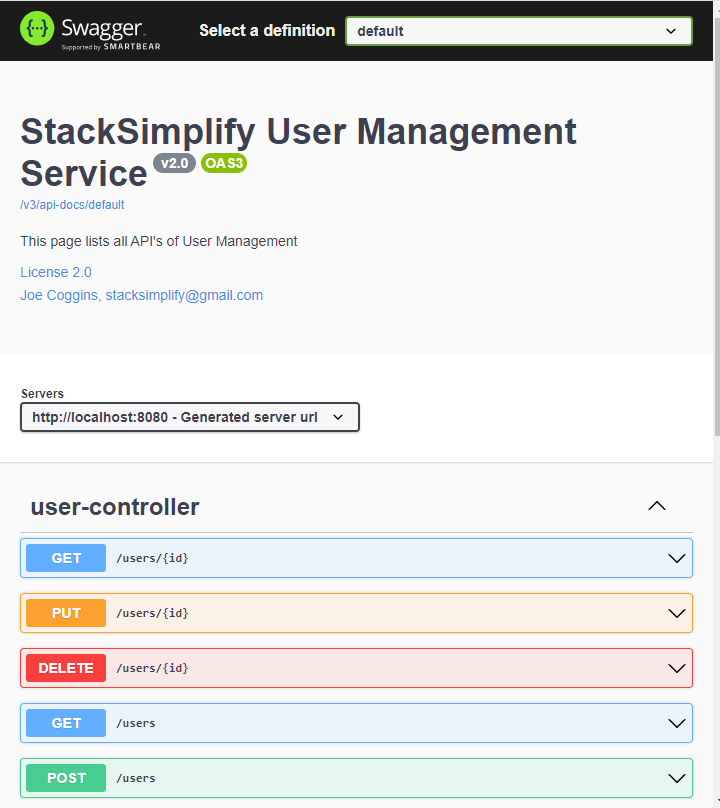 Swagger
Supported by SMARTBEAR
Select a definition
default
StackSimplify User Management
Service v2.0 OAS3
/v3/api-docs/default
This page lists all API's of User Management
License 2.0
Joe Coggins, stacksimplify@gmail.com
Servers
http://localhost:8080 - Generated server url
user-controller
GET /users/{id}
PUT /users/{id}
DELETE /users/{id}
GET /users
POST /users